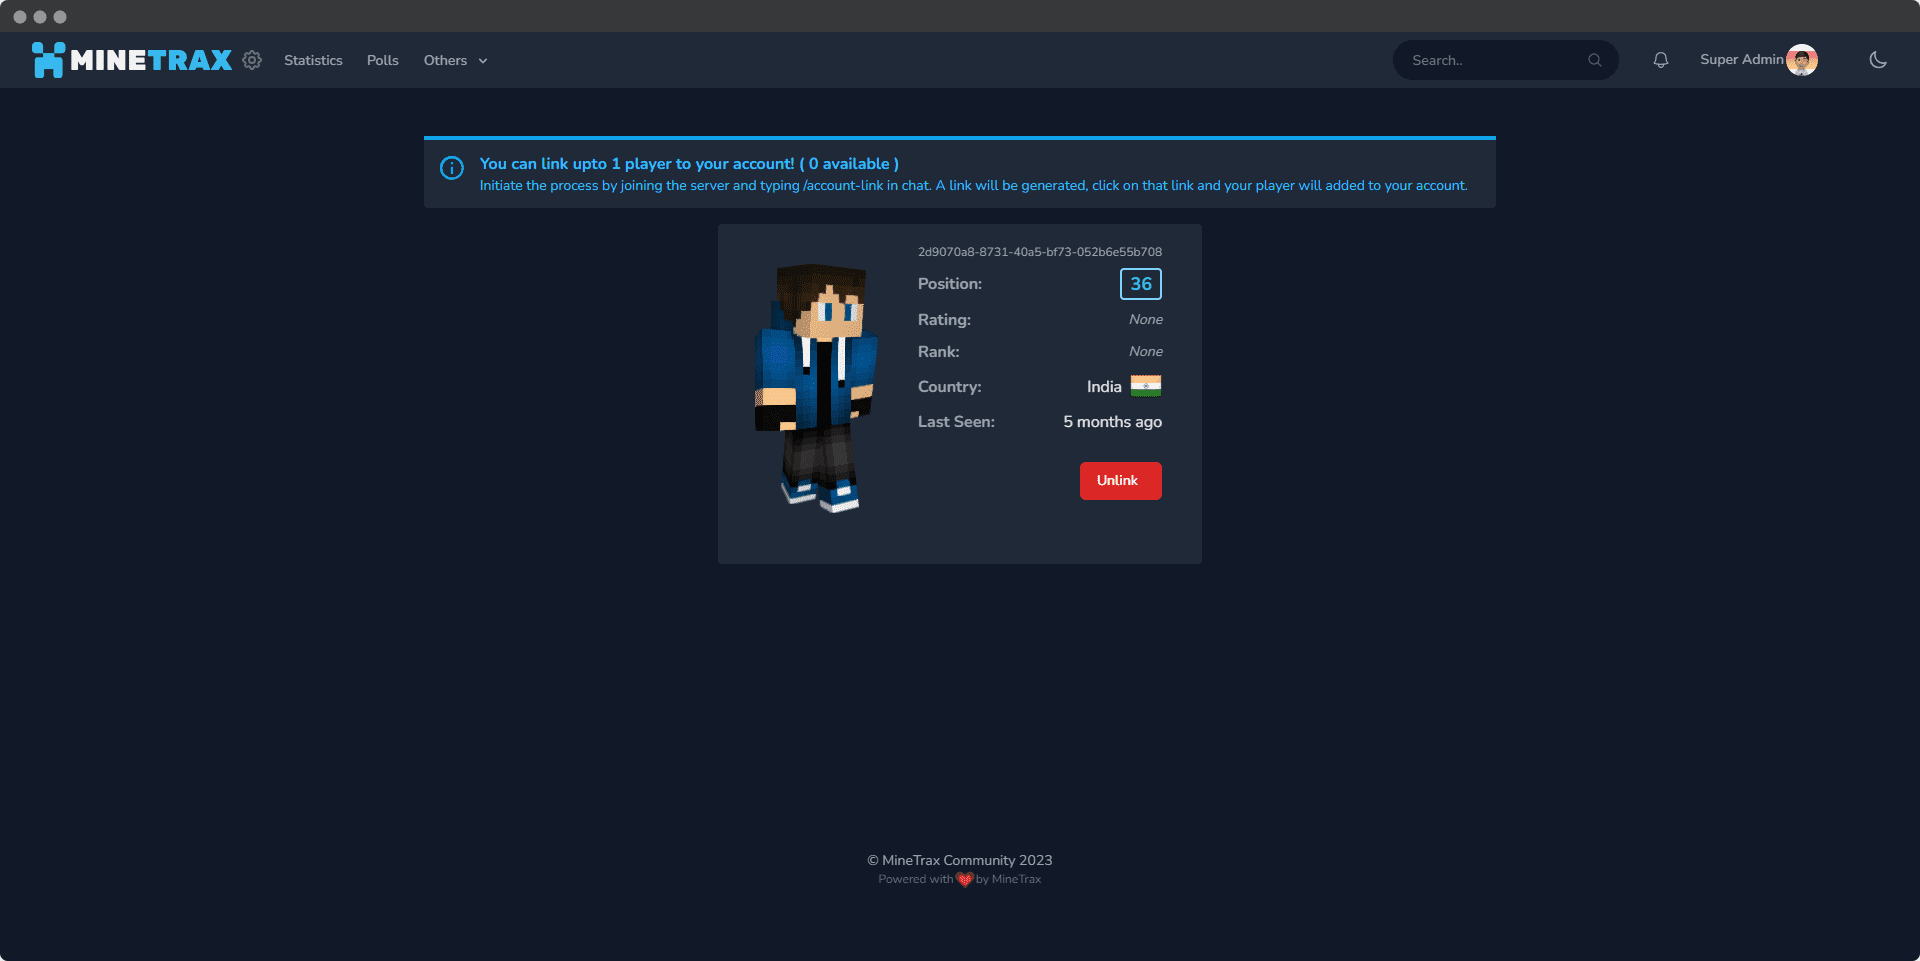 MINETRAX
Statistics Polls Others
Search..
Super Admin
You can link upto 1 player to your account! ( 0 available )
Initiate the process by joining the server and typing /account-link in chat. A link will be generated, click on that link and your player will added to your account.
2d9070a8-8731-40a5-bf73-052b6e55b708
Position: 36
Rating: None
Rank: None
Country: India
Last Seen: 5 months ago
Unlink
© MineTrax Community 2023
Powered with ❤ by MineTrax